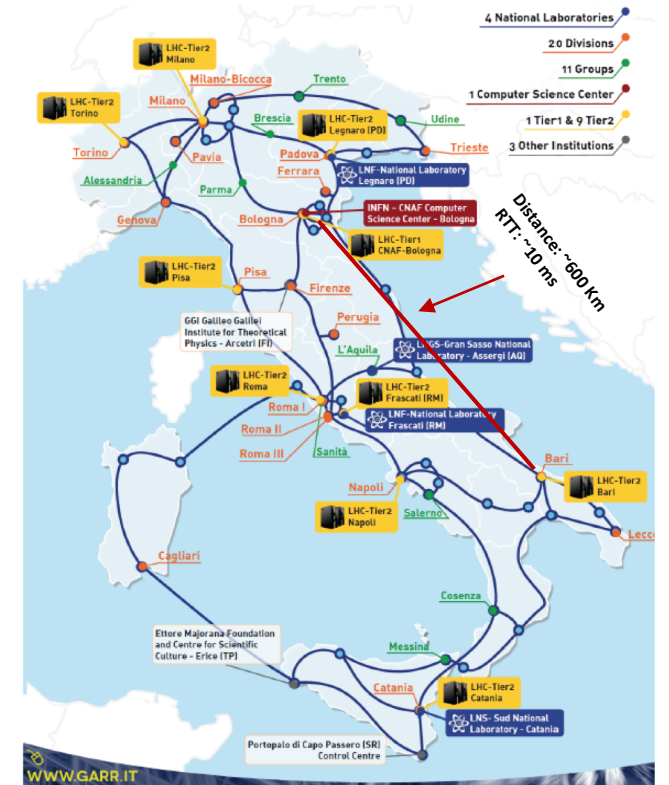 4 National Laboratories
20 Divisions
11 Groups
1 Computer Science Center
1 Tier1 & 9 Tier2
3 Other Institutions
LHC-Tier2
Milano
Milano-Bicocca
Trento
LHC-Tier2
Torino
Milano
Brescia
LHC-Tier2
Legnaro (PD)
Udine
Torino
Pavia
Padova
Trieste
Alessandria
Ferrara
LNF-National Laboratory
Legnaro (PD)
Parma
Genova
Bologna
INFN - CNAF Computer
Science Center - Bologna
Distance: ~600 Km
RTT: ~10 ms
LHC-Tier1
CNAF-Bologna
LHC-Tier2
Pisa
Pisa
Firenze
GGI Galileo Galilei
Institute for Theoretical
Physics - Arcetri (FI)
Perugia
L'Aquila
LNGS-Gran Sasso National
Laboratory - Assergi (AQ)
LHC-Tier2
Roma
LHC-Tier2
Frascati (RM)
Roma I
LNF-National Laboratory
Frascati (RM)
Roma II
Roma III
Sanità
Bari
LHC-Tier2
Bari
Napoli
LHC-Tier2
Napoli
Salerno
Lecc
Cagliari
Cosenza
Ettore Majorana Foundation
and Centre for Scientific
Culture - Erice (TP)
Messina
Catania
LHC-Tier2
Catania
LNS- Sud National
Laboratory - Catania
Portopalo di Capo Passero (SR)
Control Centre
WWW.GARR.IT